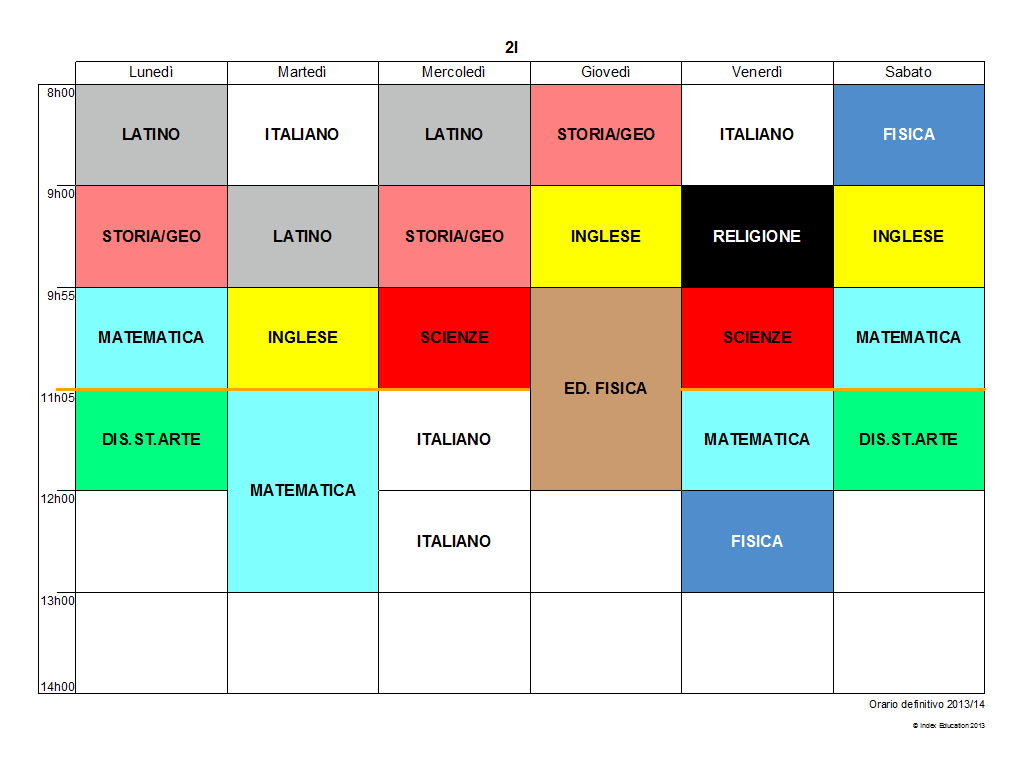 2I
Lunedì Martedì Mercoledì Giovedì Venerdì Sabato
8h00
LATINO ITALIANO LATINO STORIA/GEO ITALIANO FISICA
9h00
STORIA/GEO LATINO STORIA/GEO INGLESE RELIGIONE INGLESE
9h55
MATEMATICA INGLESE SCIENZE SCIENZE MATEMATICA
ED. FISICA
11h05
DIS.ST.ARTE ITALIANO MATEMATICA DIS.ST.ARTE
MATEMATICA
12h00
ITALIANO FISICA
13h00
14h00
Orario definitivo 2013/14
© Index Education 2013